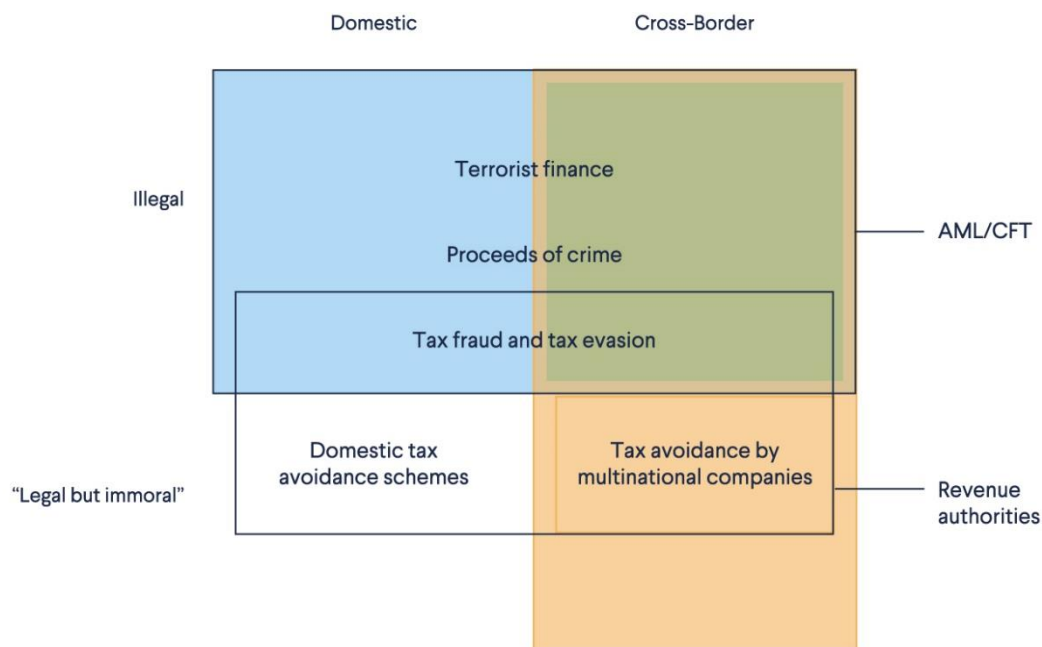 Domestic
Cross-Border
Illegal
Terrorist finance
Proceeds of crime
AML/CFT
Tax fraud and tax evasion
Domestic tax
avoidance schemes
Tax avoidance by
multinational companies
“Legal but immoral”
Revenue
authorities